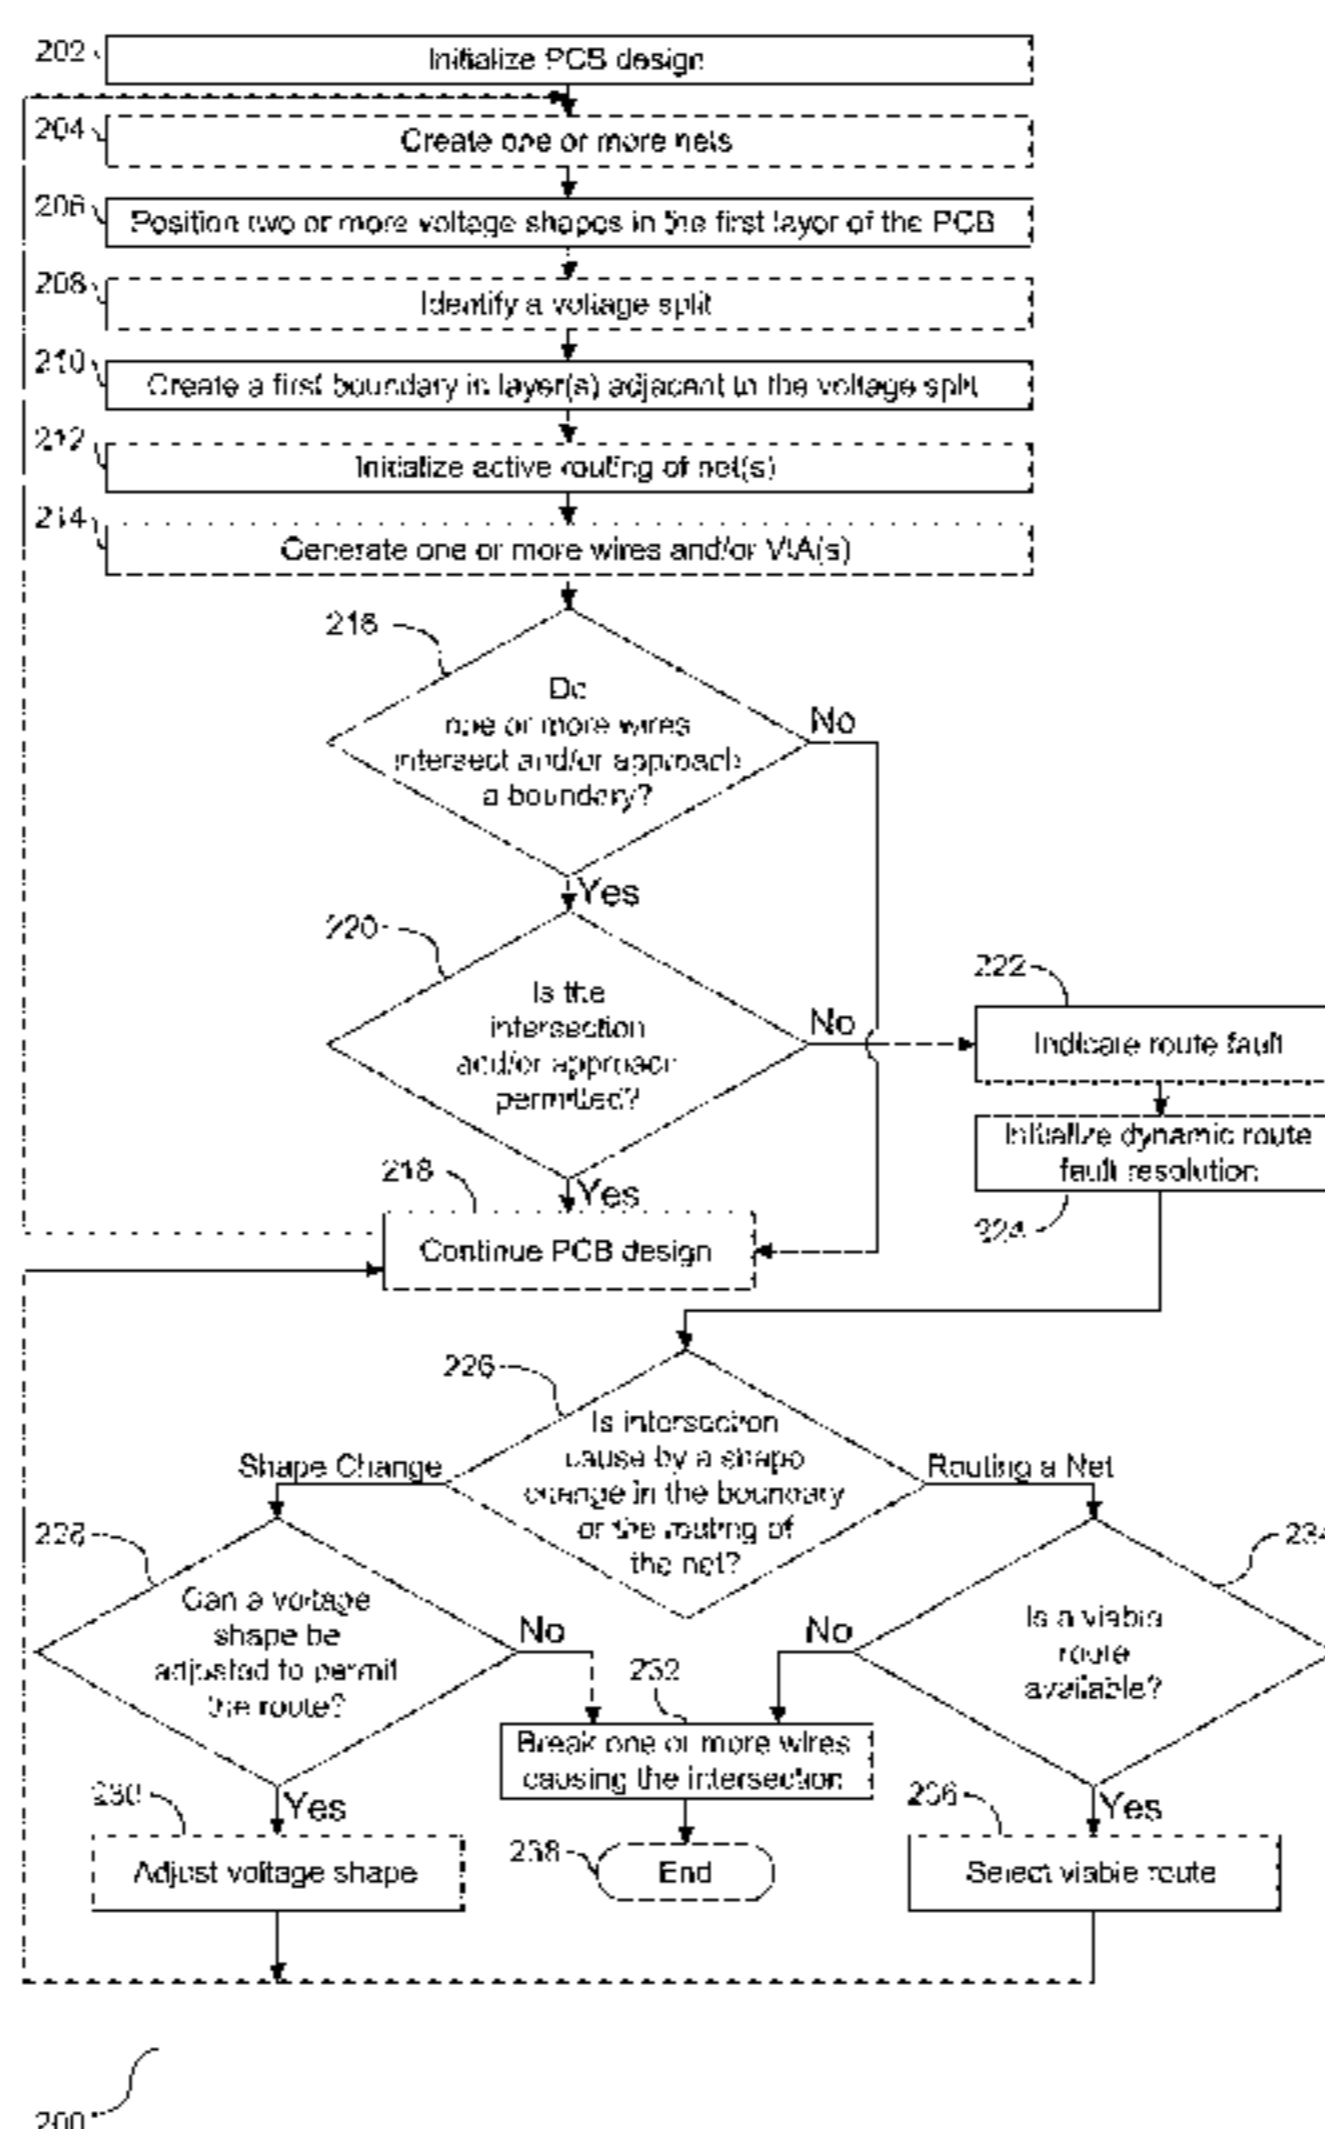 202
Initialize PCB design
204
Create one or more nets
206
Position two or more voltage shapes in the first layer of the PCB
208
Identify a voltage split
210
Create a first boundary in layer(s) adjacent to the voltage split
212
Initialize active routing of net(s)
214
Generate one or more wires and/or VIA(s)
218
Do
one or more wires
intersect and/or approach
a boundary?
No
Yes
220
Is the
intersection
and/or approach
permitted?
No
Yes
222
Indicate route fault
Initialize dynamic route
fault resolution
224
218
Continue PCB design
226
Is intersection
cause by a shape
change in the boundary
or the routing of
the net?
Shape Change
Routing a Net
228
Can a voltage
shape be
adjusted to permit
the route?
No
Yes
234
Is a viable
route
available?
No
Yes
232
Break one or more wires
causing the intersection
230
Adjust voltage shape
238
End
236
Select viable route
200